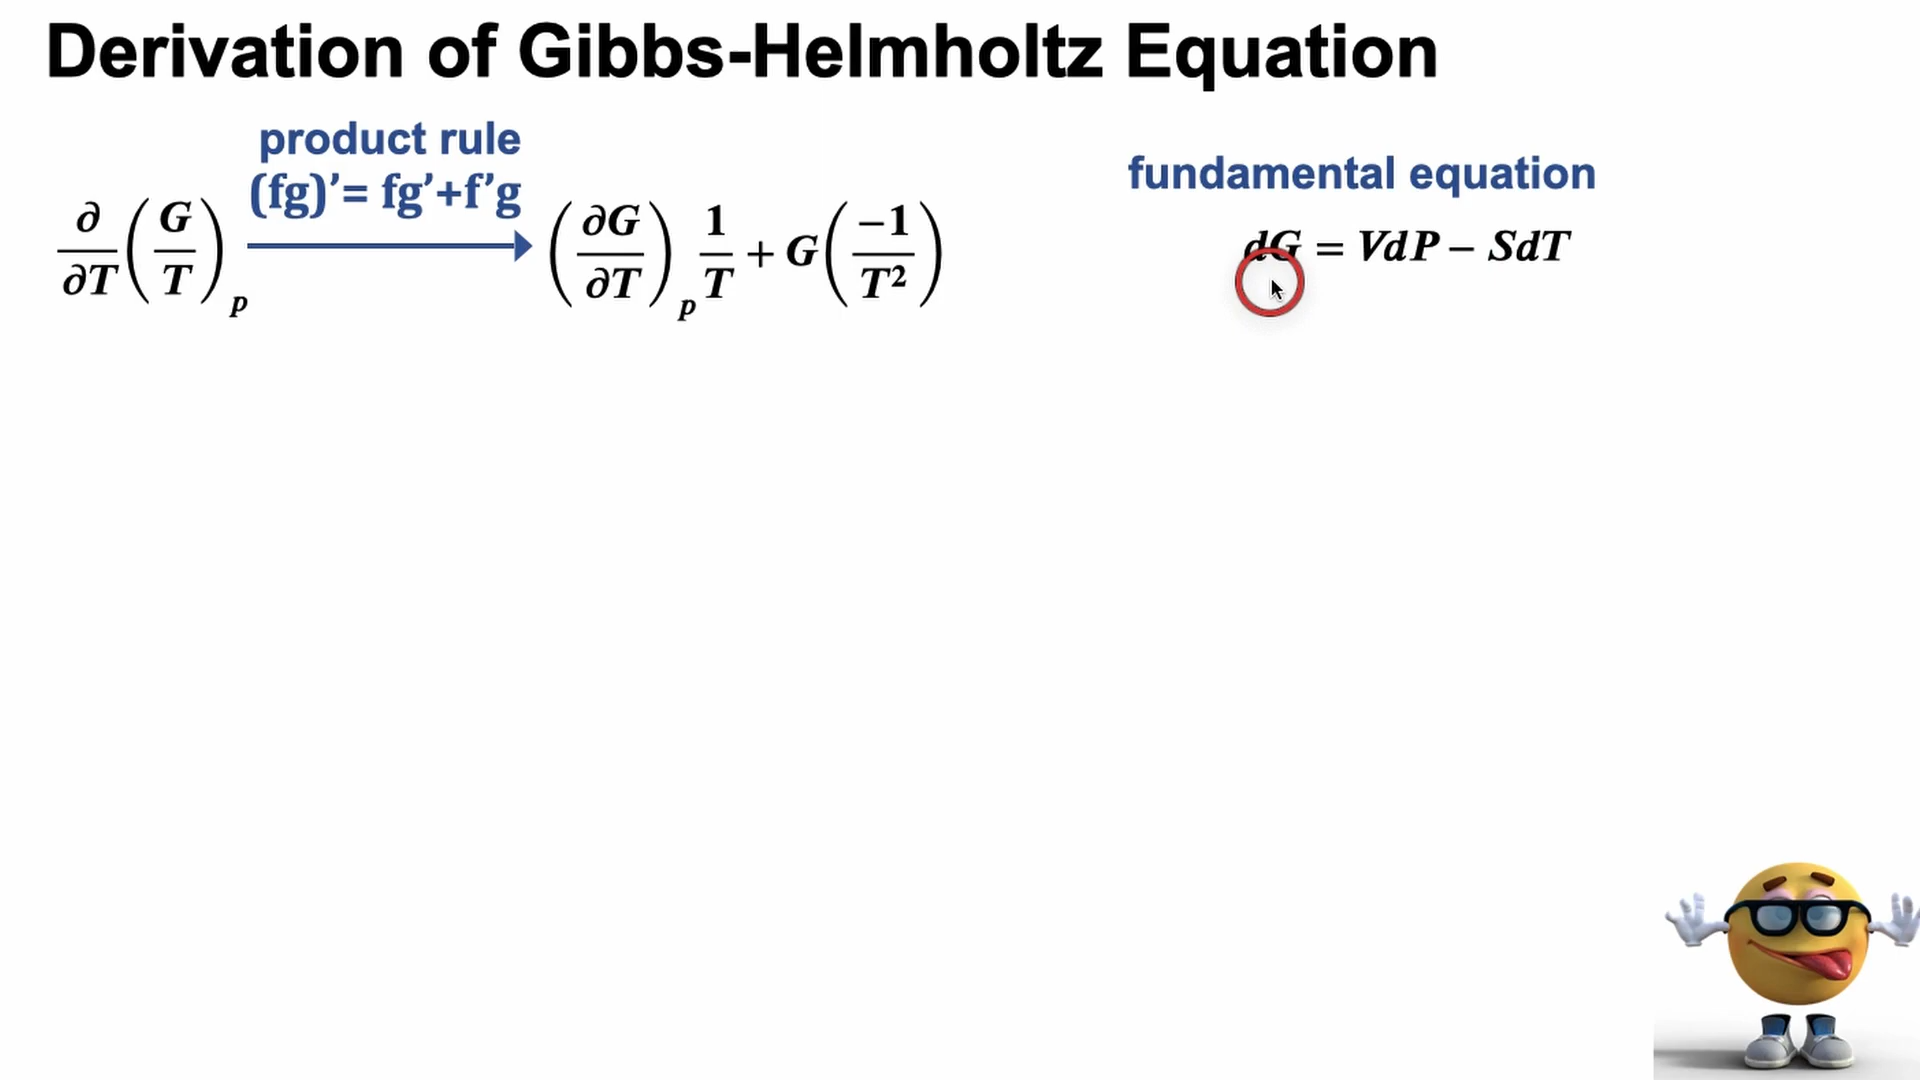 Derivation of Gibbs-Helmholtz Equation
product rule
(fg)’= fg’+f’g
fundamental equation
∂/∂T (G/T)_p → (∂G/∂T)_p 1/T + G(−1/T²)
dG = VdP − SdT